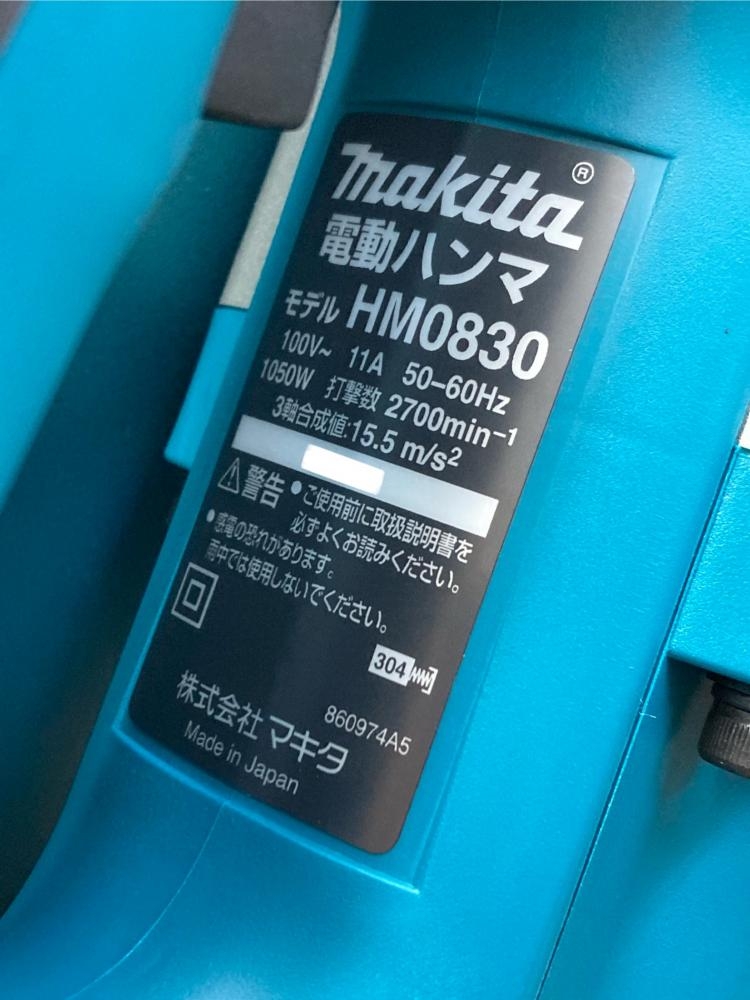 makita®
電動ハンマ
モデル HM0830
100V~ 11A 50-60Hz
1050W 打撃数 2700min-1
3軸合成値:15.5 m/s2
⚠警告 ●ご使用前に取扱説明書を
必ずよくお読みください。
●感電の恐れがあります。
雨中では使用しないでください。
304
860974A5
株式会社 マキタ
Made in Japan